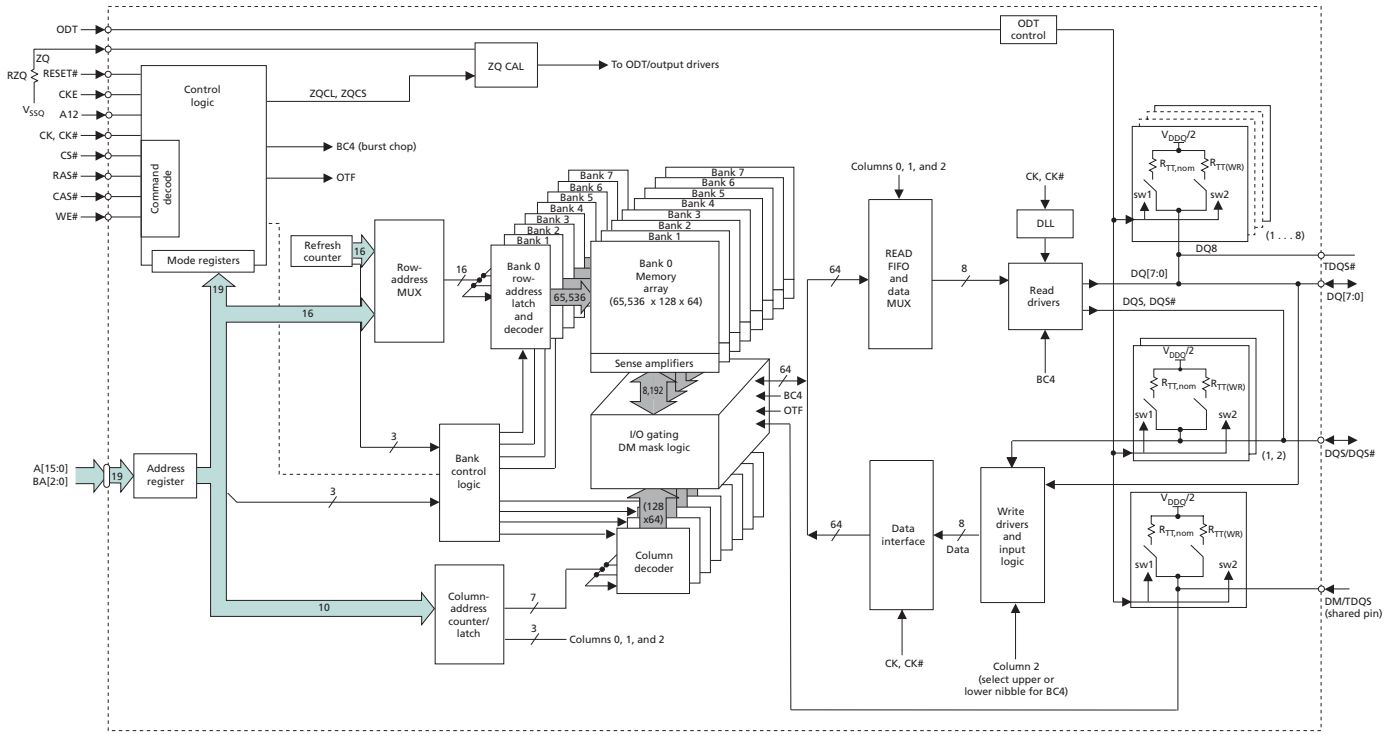 ODT
ODT
control
ZQ
RZQ
RESET#
ZQ CAL
To ODT/output drivers
Control
logic
CKE
V_SSQ
A12
ZQCL, ZQCS
CK, CK#
BC4 (burst chop)
CS#
RAS#
OTF
CAS#
WE#
Command
decode
Mode registers
Refresh
counter
16
Row-
address
MUX
16
19
16
Bank 7
Bank 6
Bank 5
Bank 4
Bank 3
Bank 2
Bank 1
Bank 0
row-
address
latch
and
decoder
65,536
Bank 7
Bank 6
Bank 5
Bank 4
Bank 3
Bank 2
Bank 1
Bank 0
Memory
array
(65,536 x 128 x 64)
Sense amplifiers
8,192
64
BC4
OTF
I/O gating
DM mask logic
3
Bank
control
logic
3
A[15:0]
BA[2:0]
19
Address
register
(128
x64)
Column
decoder
10
Column-
address
counter/
latch
7
3
Columns 0, 1, and 2
Columns 0, 1, and 2
64
READ
FIFO
and
data
MUX
8
CK, CK#
DLL
Read
drivers
BC4
DQ8
TDQS#
DQ[7:0]
DQ[7:0]
DQS, DQS#
V_DDQ/2
R_TT,nom
R_TT(WR)
sw1
sw2
(1 . . . 8)
V_DDQ/2
R_TT,nom
R_TT(WR)
sw1
sw2
(1, 2)
DQS/DQS#
64
Data
interface
8
Data
Write
drivers
and
input
logic
CK, CK#
Column 2
(select upper or
lower nibble for BC4)
V_DDQ/2
R_TT,nom
R_TT(WR)
sw1
sw2
DM/TDQS
(shared pin)